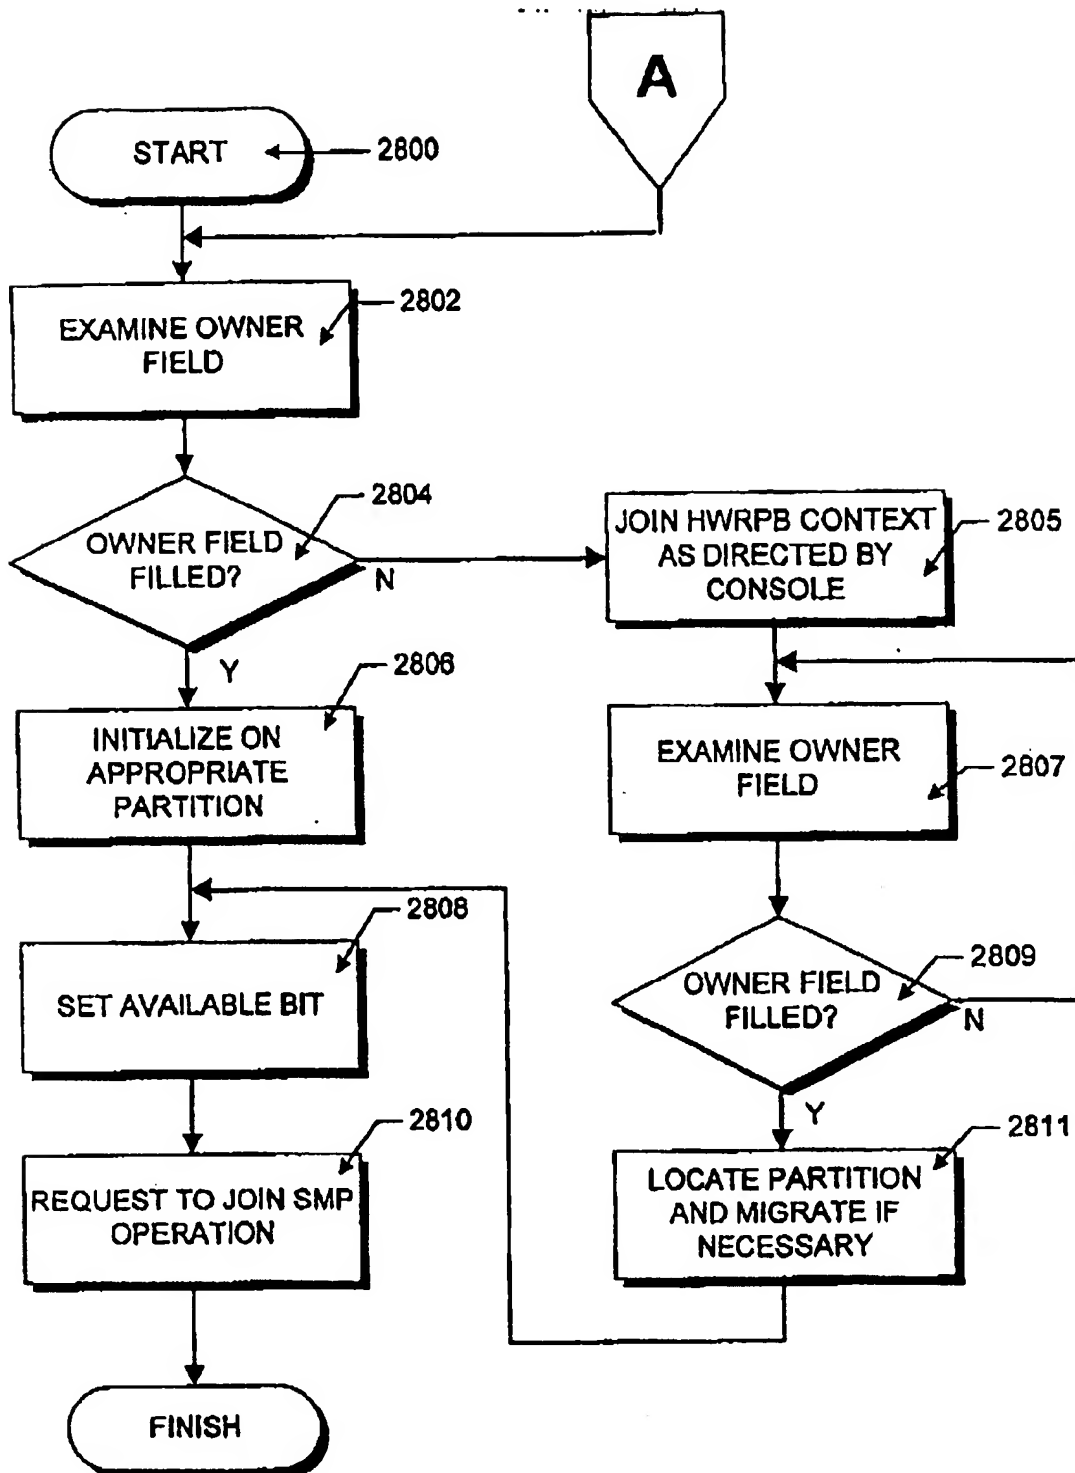 A
START
2800
EXAMINE OWNER
FIELD
2802
OWNER FIELD
FILLED?
2804
N
Y
JOIN HWRPB CONTEXT
AS DIRECTED BY
CONSOLE
2805
INITIALIZE ON
APPROPRIATE
PARTITION
2806
EXAMINE OWNER
FIELD
2807
SET AVAILABLE BIT
2808
OWNER FIELD
FILLED?
2809
N
Y
REQUEST TO JOIN SMP
OPERATION
2810
LOCATE PARTITION
AND MIGRATE IF
NECESSARY
2811
FINISH